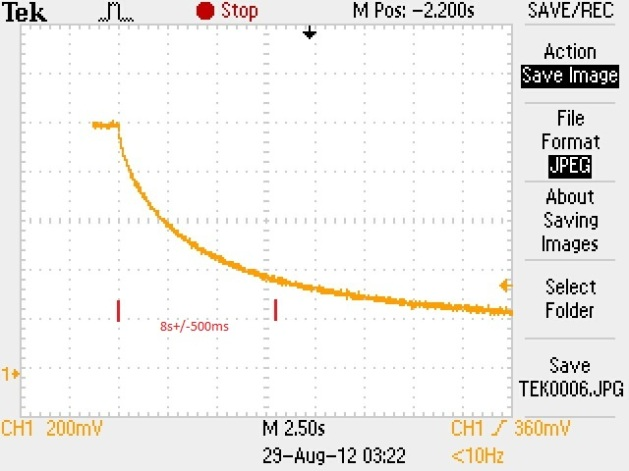 Tek
Stop
M Pos: -2.200s
SAVE/REC
Action
Save Image
File
Format
JPEG
About
Saving
Images
Select
Folder
Save
TEK0006.JPG
8s+/-500ms
1
CH1 200mV
M 2.50s
CH1 360mV
29-Aug-12 03:22
<10Hz